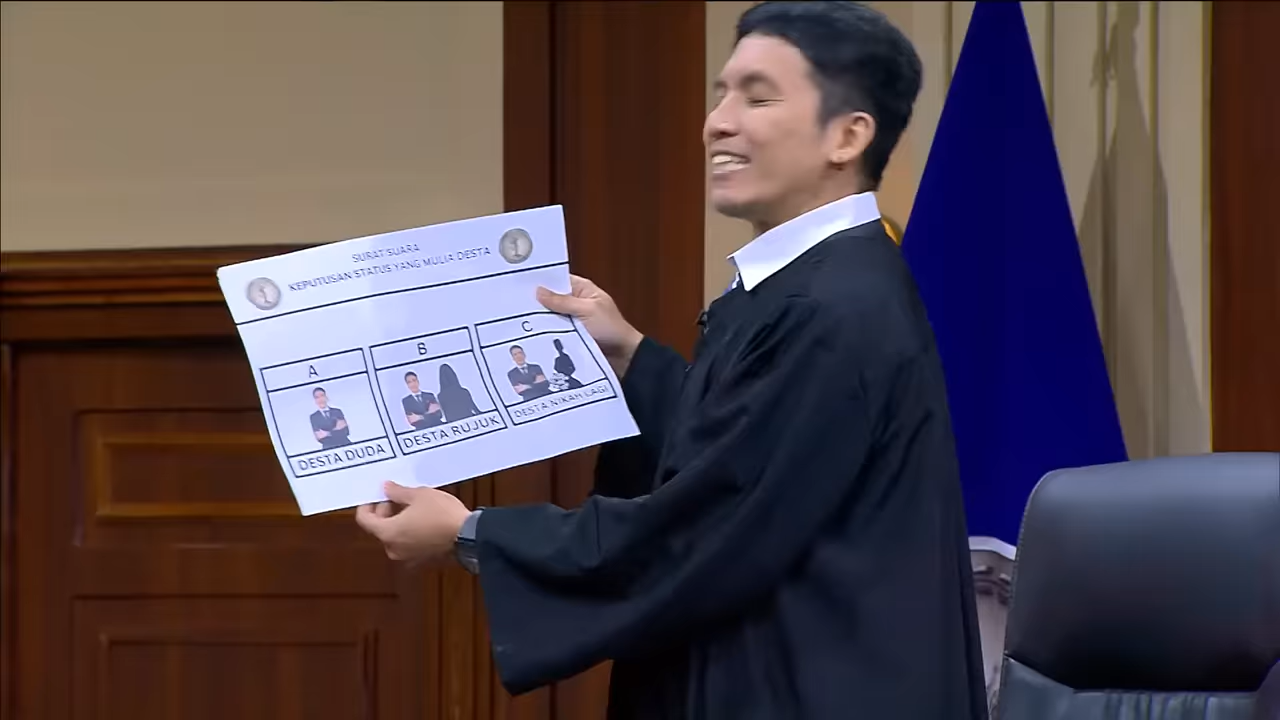 SURAT SUARA
KEPUTUSAN STATUS YANG MULIA DESTA
A
DESTA DUDA
B
DESTA RUJUK
C
DESTA NIKAH LAGI